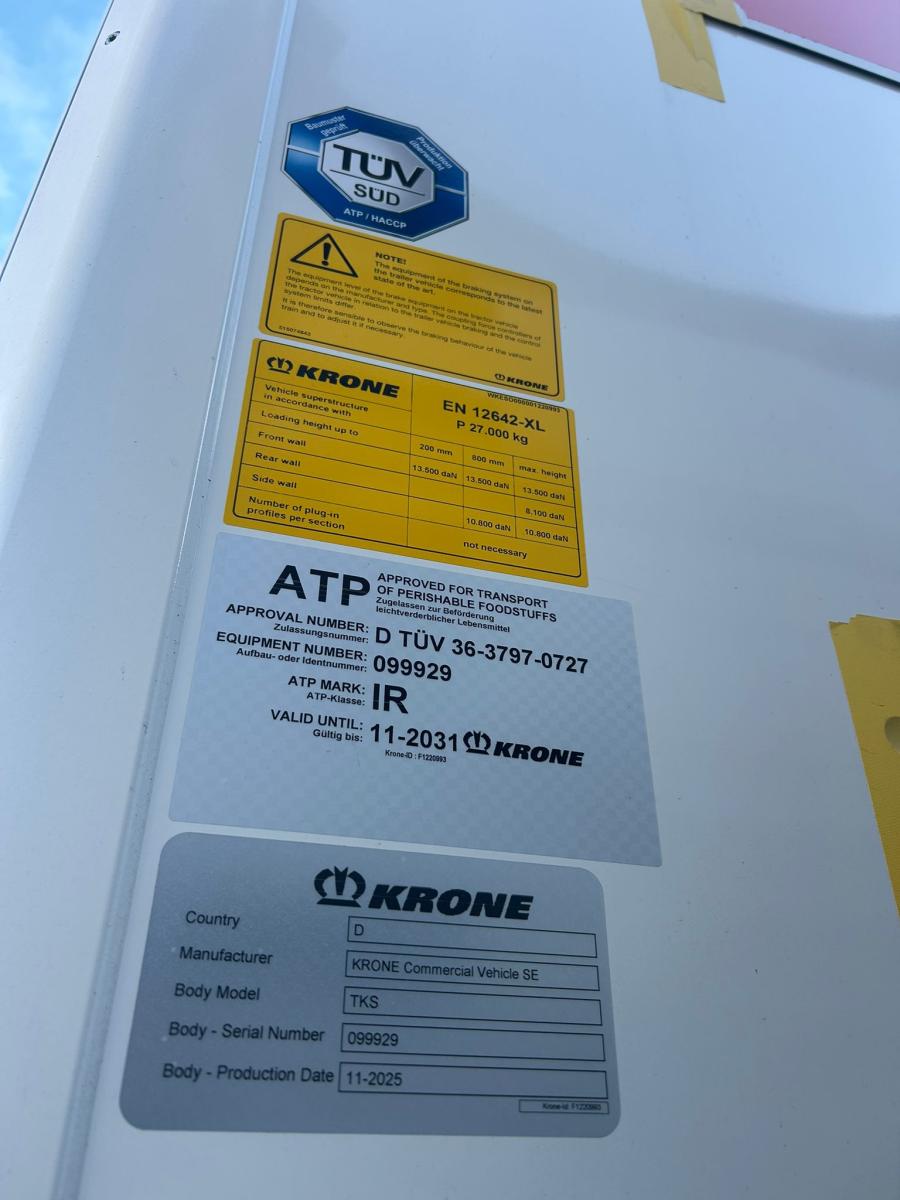 Baumuster
geprüft
Produktion
überwacht
TÜV
SÜD
ATP / HACCP
NOTE!
The equipment of the braking system on
the trailer vehicle corresponds to the latest
state of the art.
The equipment level of the brake equipment on the tractor vehicle
depends on the manufacturer and type. The coupling force controllers of
the tractor vehicle in relation to the trailer vehicle braking and the control
system limits differ.
It is therefore sensible to observe the braking behaviour of the vehicle
train and to adjust it if necessary.
515074643
KRONE
KRONE
WKESD000001220993
Vehicle superstructure
in accordance with
EN 12642-XL
P 27.000 kg
Loading height up to 200 mm 800 mm max. height
Front wall 13.500 daN 13.500 daN 13.500 daN
Rear wall 8.100 daN
Side wall 10.800 daN 10.800 daN
Number of plug-in
profiles per section
not necessary
ATP APPROVED FOR TRANSPORT
OF PERISHABLE FOODSTUFFS
Zugelassen zur Beförderung
leichtverderblicher Lebensmittel
APPROVAL NUMBER: D TÜV 36-3797-0727
Zulassungsnummer:
EQUIPMENT NUMBER: 099929
Aufbau- oder Identnummer:
ATP MARK: IR
ATP-Klasse:
VALID UNTIL: 11-2031 KRONE
Gültig bis:
Krone-ID : F1220993
KRONE
Country D
Manufacturer KRONE Commercial Vehicle SE
Body Model TKS
Body - Serial Number 099929
Body - Production Date 11-2025
Krone-Id: F1220993